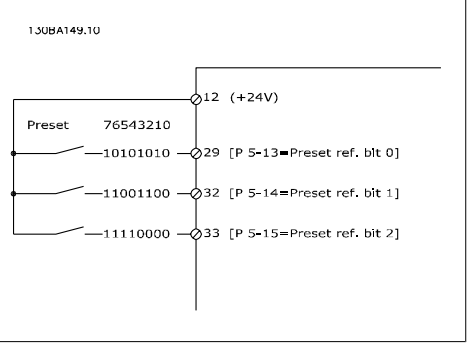 130BA149.10
12 (+24V)
Preset 76543210
10101010 29 [P 5-13=Preset ref. bit 0]
11001100 32 [P 5-14=Preset ref. bit 1]
11110000 33 [P 5-15=Preset ref. bit 2]